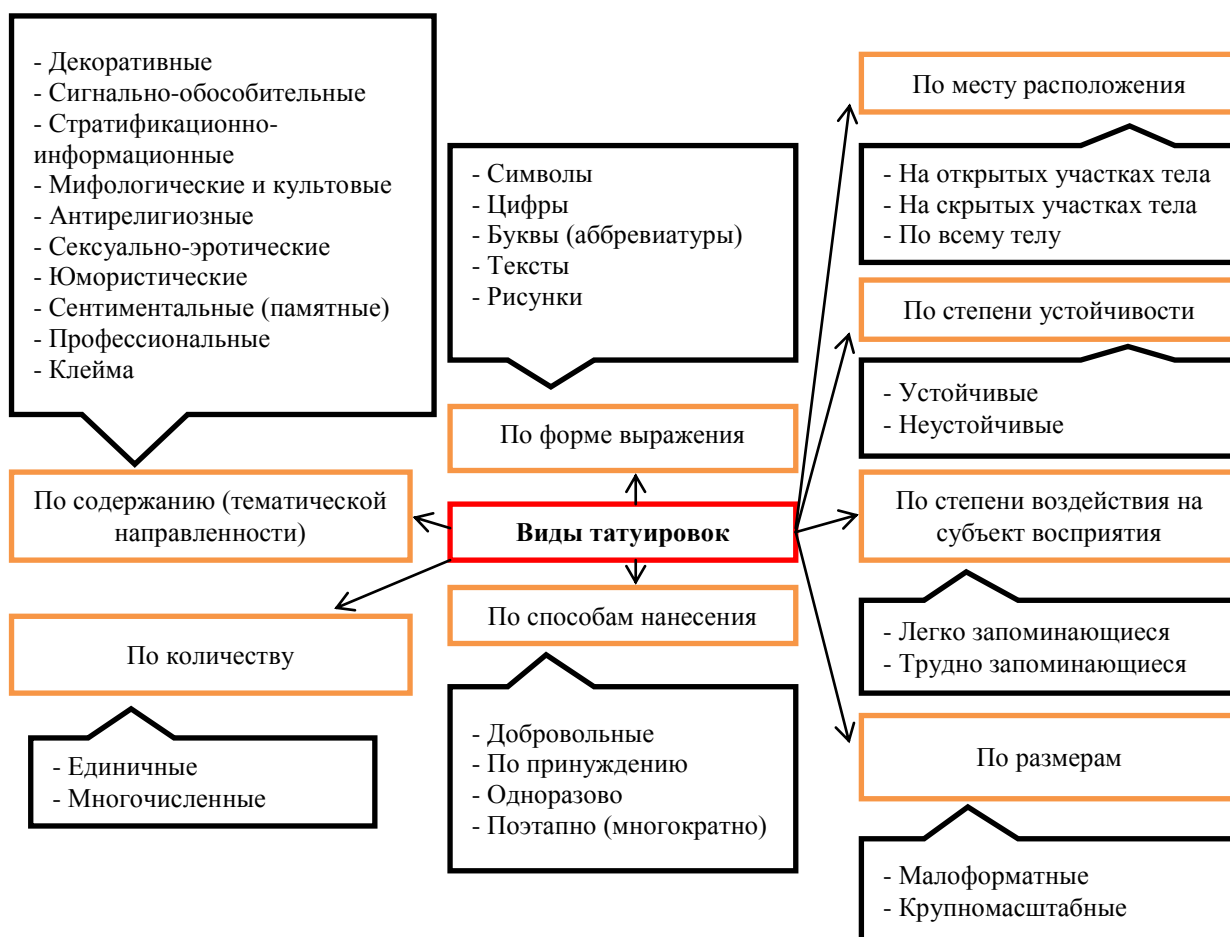 - Декоративные
- Сигнально-обособительные
- Стратификационно-
информационные
- Мифологические и культовые
- Антирелигиозные
- Сексуально-эротические
- Юмористические
- Сентиментальные (памятные)
- Профессиональные
- Клейма
По содержанию (тематической
направленности)
По количеству
- Единичные
- Многочисленные
- Символы
- Цифры
- Буквы (аббревиатуры)
- Тексты
- Рисунки
По форме выражения
Виды татуировок
По способам нанесения
- Добровольные
- По принуждению
- Одноразово
- Поэтапно (многократно)
По месту расположения
- На открытых участках тела
- На скрытых участках тела
- По всему телу
По степени устойчивости
- Устойчивые
- Неустойчивые
По степени воздействия на
субъект восприятия
- Легко запоминающиеся
- Трудно запоминающиеся
По размерам
- Малоформатные
- Крупномасштабные